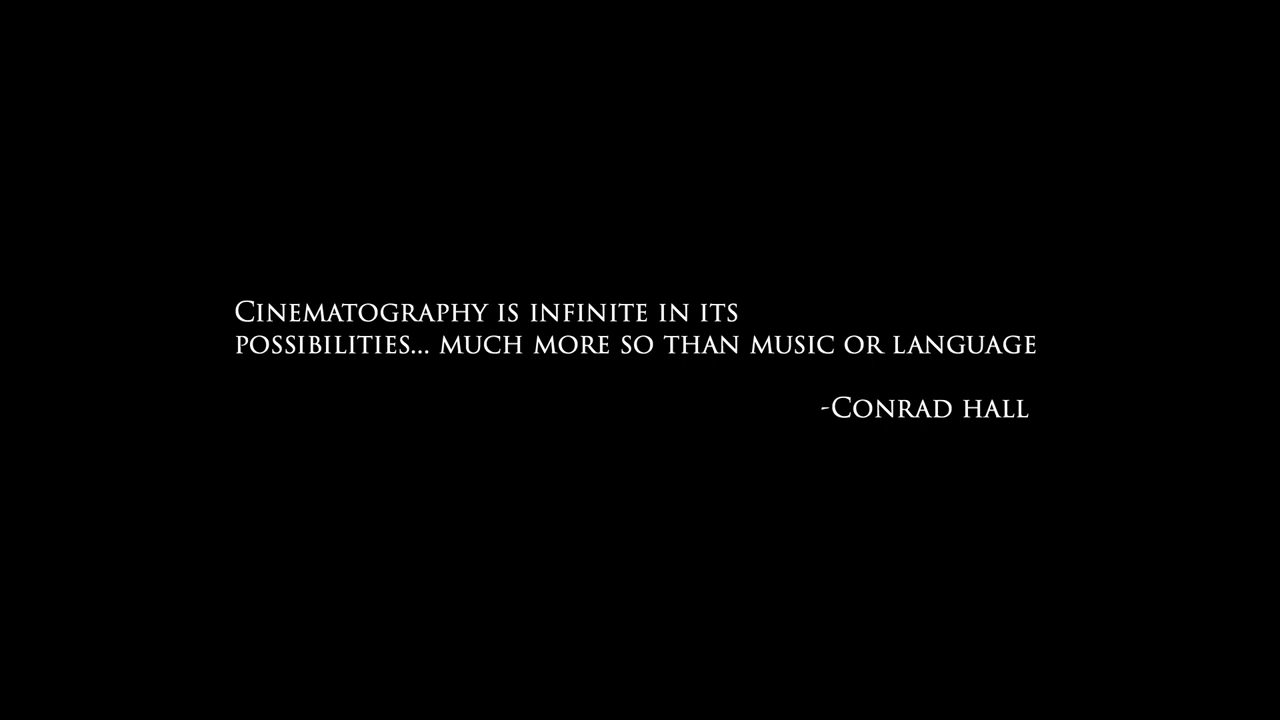 Cinematography is infinite in its
possibilities... much more so than music or language
-Conrad hall